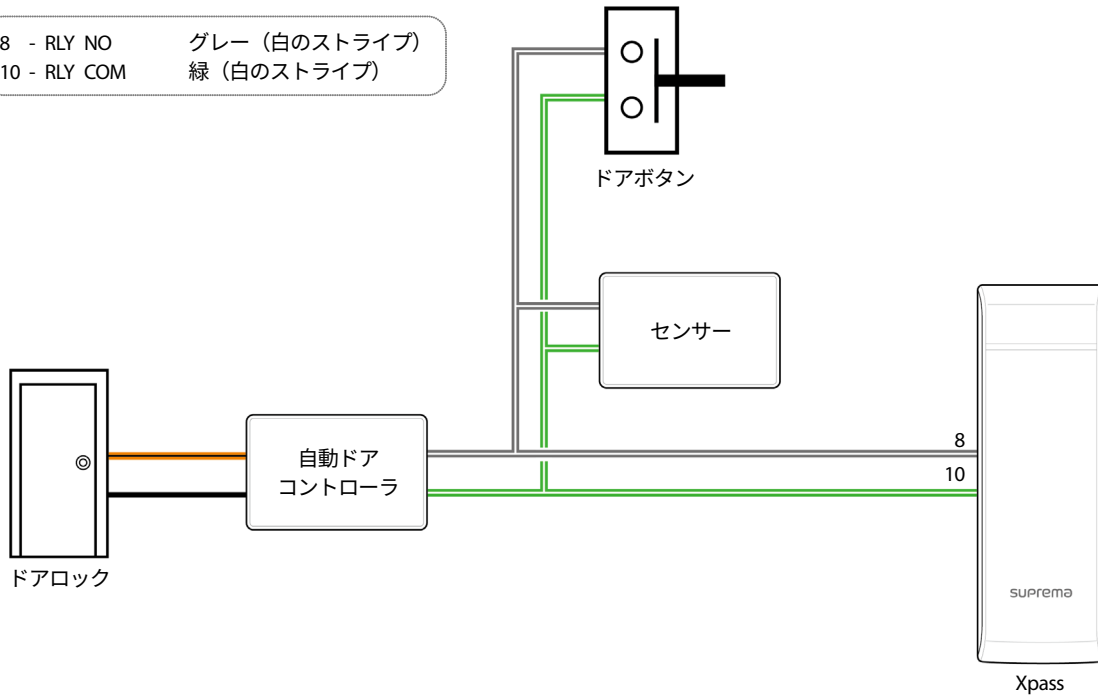 8 - RLY NO グレー（白のストライプ）
10 - RLY COM 緑（白のストライプ）
ドアボタン
センサー
8
10
自動ドア
コントローラ
ドアロック
suprema
Xpass